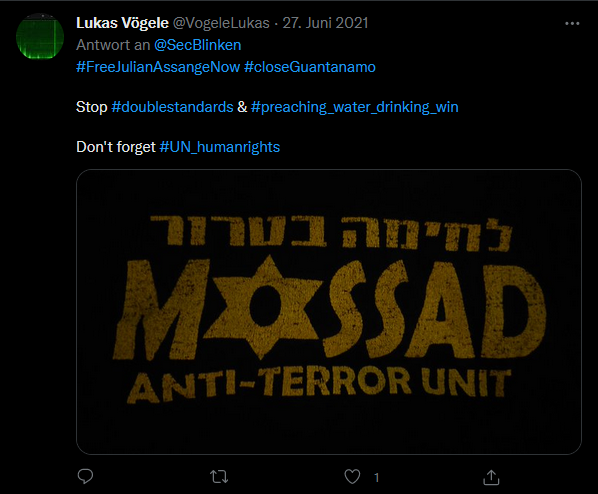 Lukas Vögele @VogeleLukas · 27. Juni 2021
Antwort an @SecBlinken
#FreeJulianAssangeNow #closeGuantanamo
Stop #doublestandards & #preaching_water_drinking_win
Don't forget #UN_humanrights
לחימה בטרור
MOSSAD
ANTI-TERROR UNIT
1